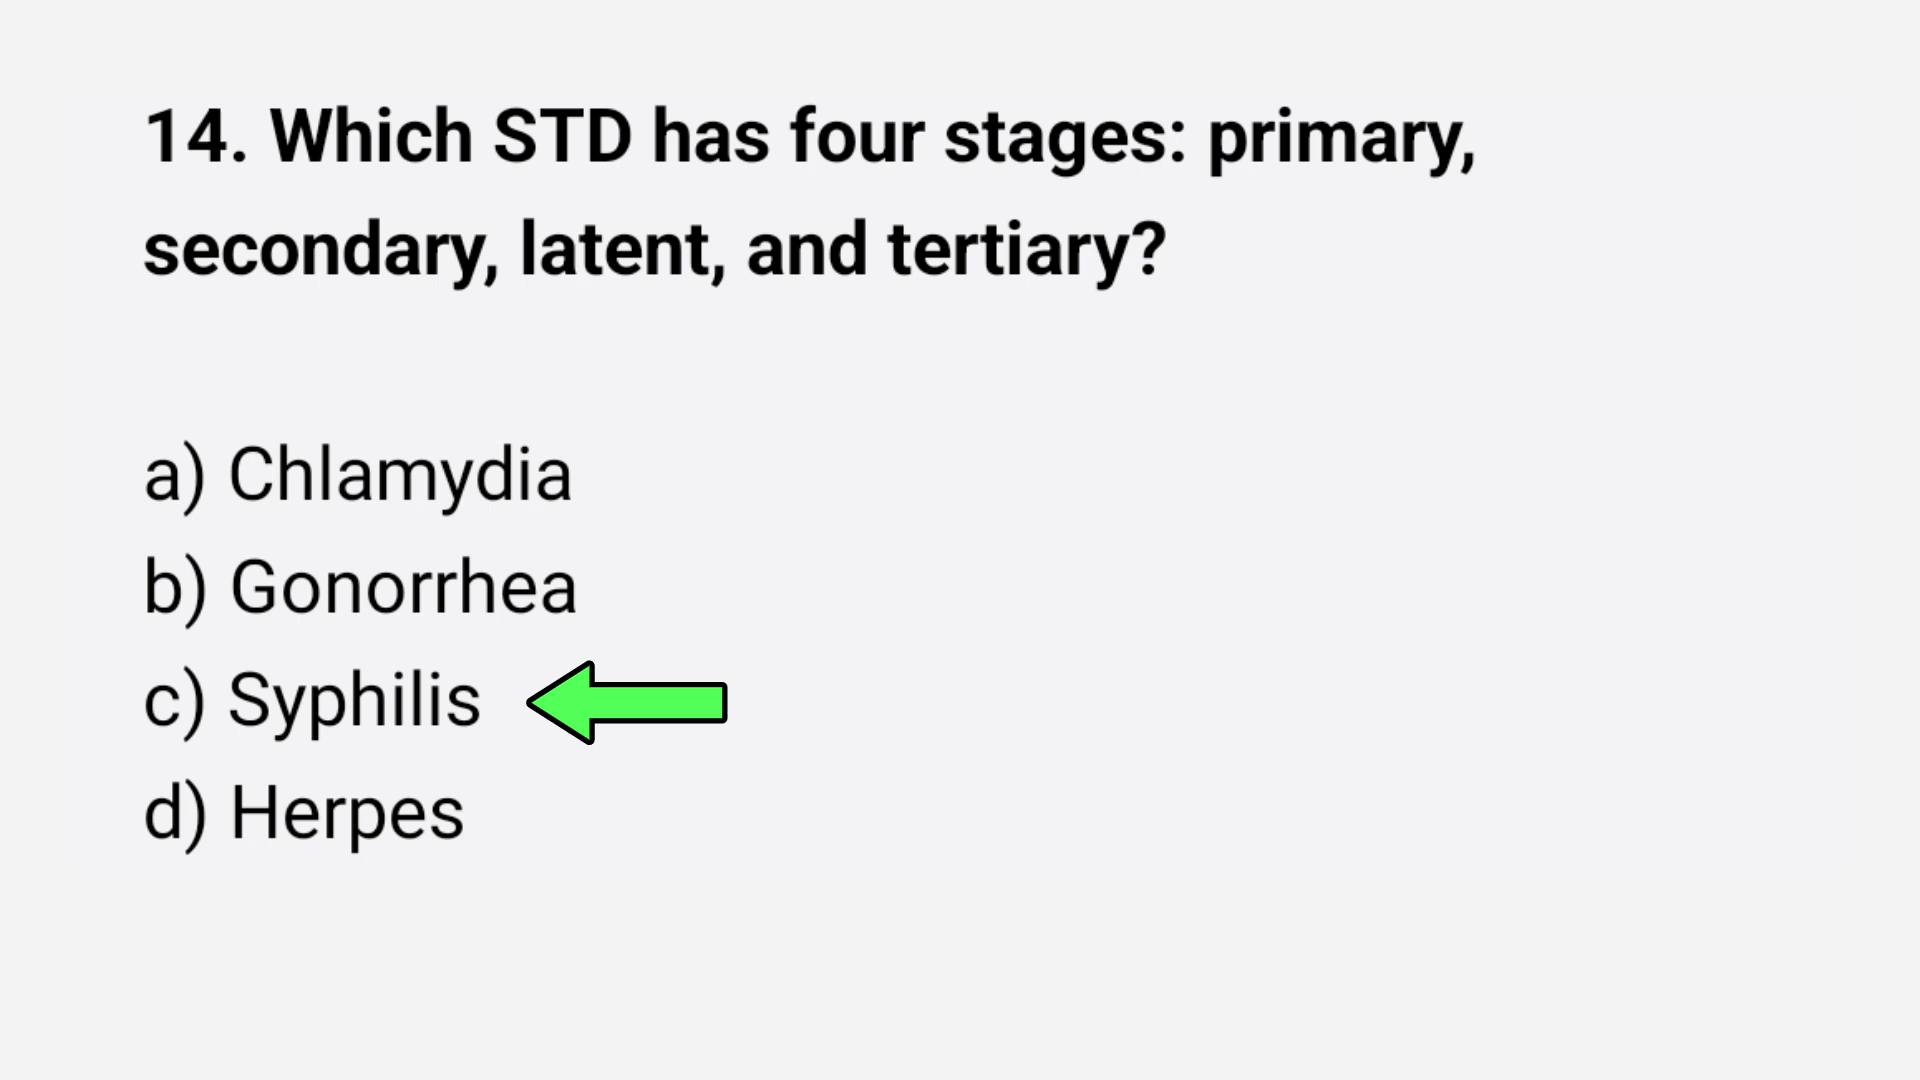 14. Which STD has four stages: primary,
secondary, latent, and tertiary?
a) Chlamydia
b) Gonorrhea
c) Syphilis
d) Herpes